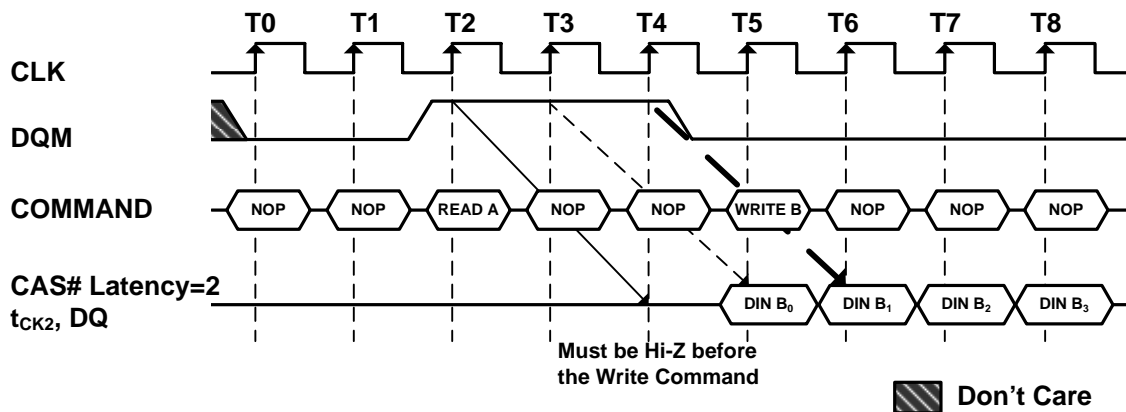 T0 T1 T2 T3 T4 T5 T6 T7 T8
CLK
DQM
COMMAND NOP NOP READ A NOP NOP WRITE B NOP NOP NOP
CAS# Latency=2
tCK2, DQ DIN B0 DIN B1 DIN B2 DIN B3
Must be Hi-Z before
the Write Command
Don't Care